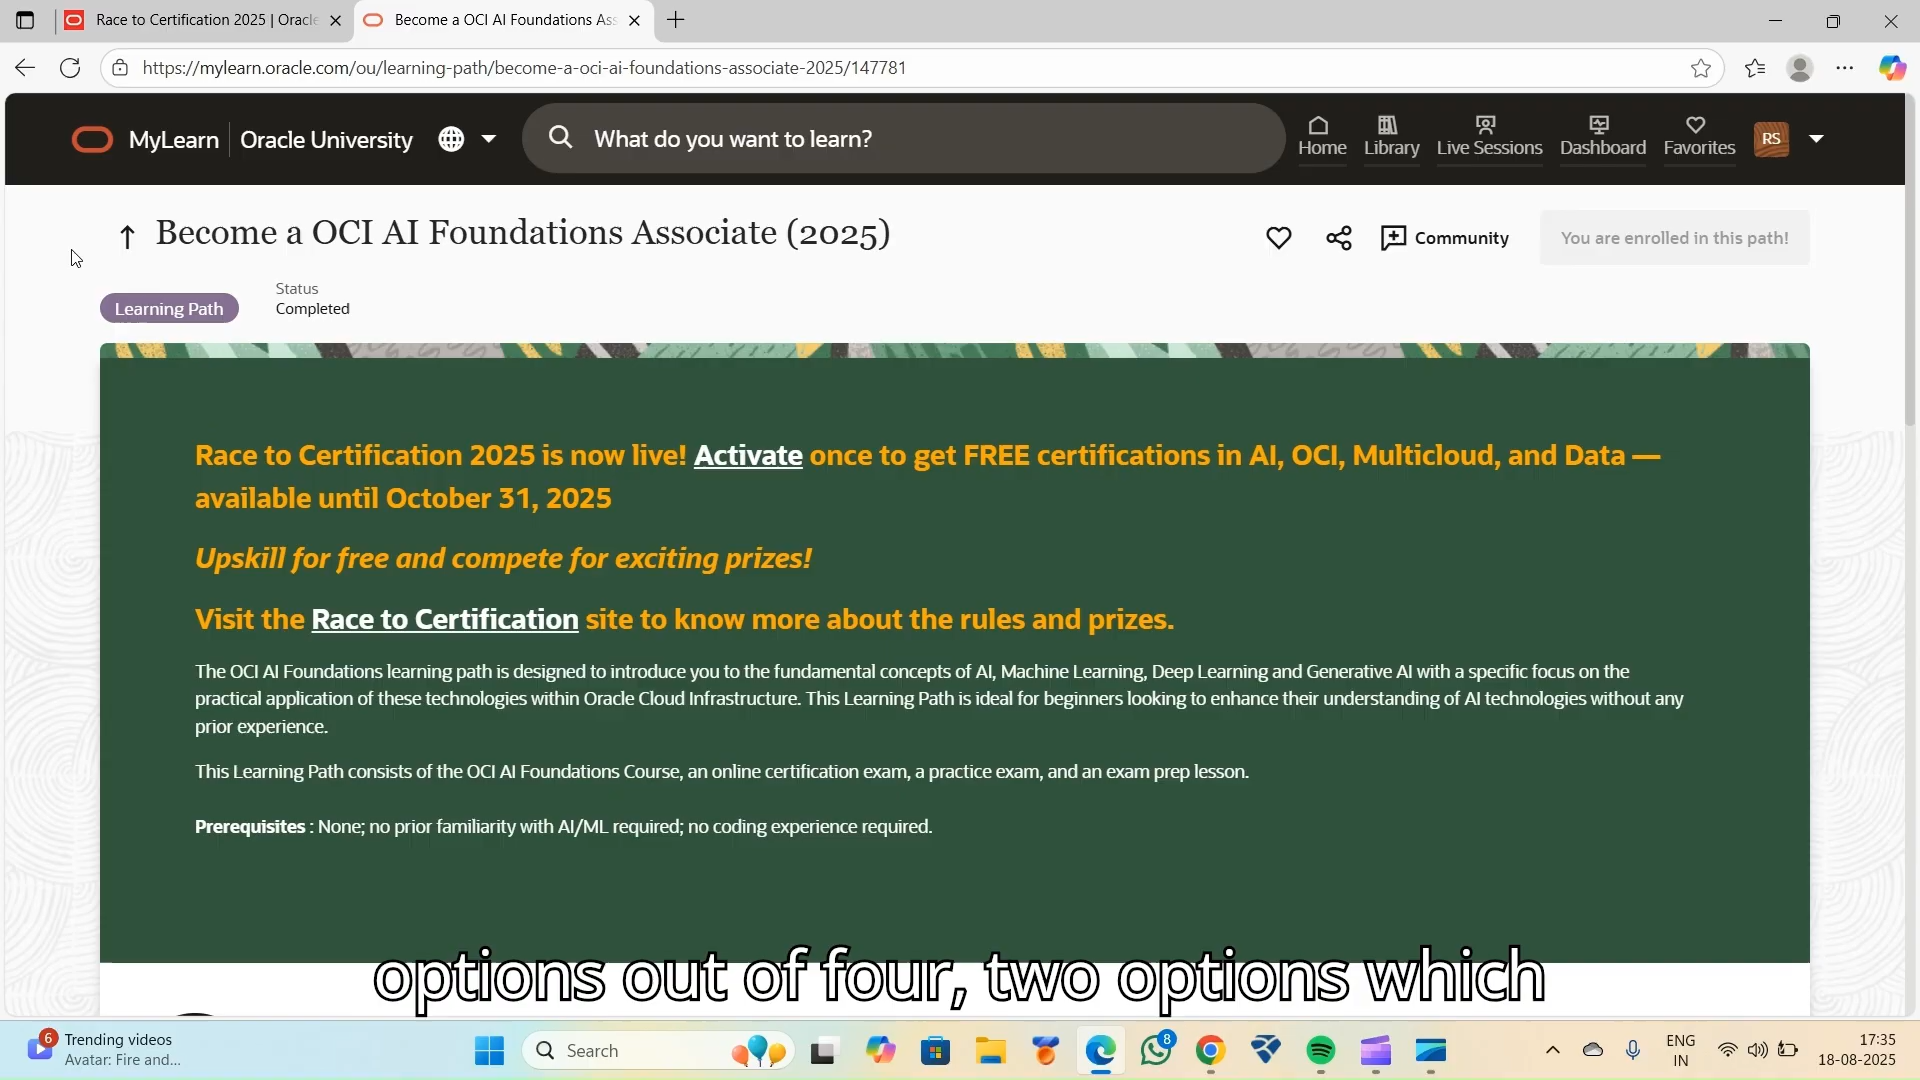 Race to Certification 2025 | Oracle
Become a OCI AI Foundations Ass
https://mylearn.oracle.com/ou/learning-path/become-a-oci-ai-foundations-associate-2025/147781
MyLearn
Oracle University
What do you want to learn?
Home
Library
Live Sessions
Dashboard
Favorites
RS
Become a OCI AI Foundations Associate (2025)
Community
You are enrolled in this path!
Learning Path
Status
Completed
Race to Certification 2025 is now live! Activate once to get FREE certifications in AI, OCI, Multicloud, and Data —
available until October 31, 2025
Upskill for free and compete for exciting prizes!
Visit the Race to Certification site to know more about the rules and prizes.
The OCI AI Foundations learning path is designed to introduce you to the fundamental concepts of AI, Machine Learning, Deep Learning and Generative AI with a specific focus on the
practical application of these technologies within Oracle Cloud Infrastructure. This Learning Path is ideal for beginners looking to enhance their understanding of AI technologies without any
prior experience.
This Learning Path consists of the OCI AI Foundations Course, an online certification exam, a practice exam, and an exam prep lesson.
Prerequisites : None; no prior familiarity with AI/ML required; no coding experience required.
options out of four, two options which
6
Trending videos
Avatar: Fire and...
Search
8
ENG
IN
17:35
18-08-2025